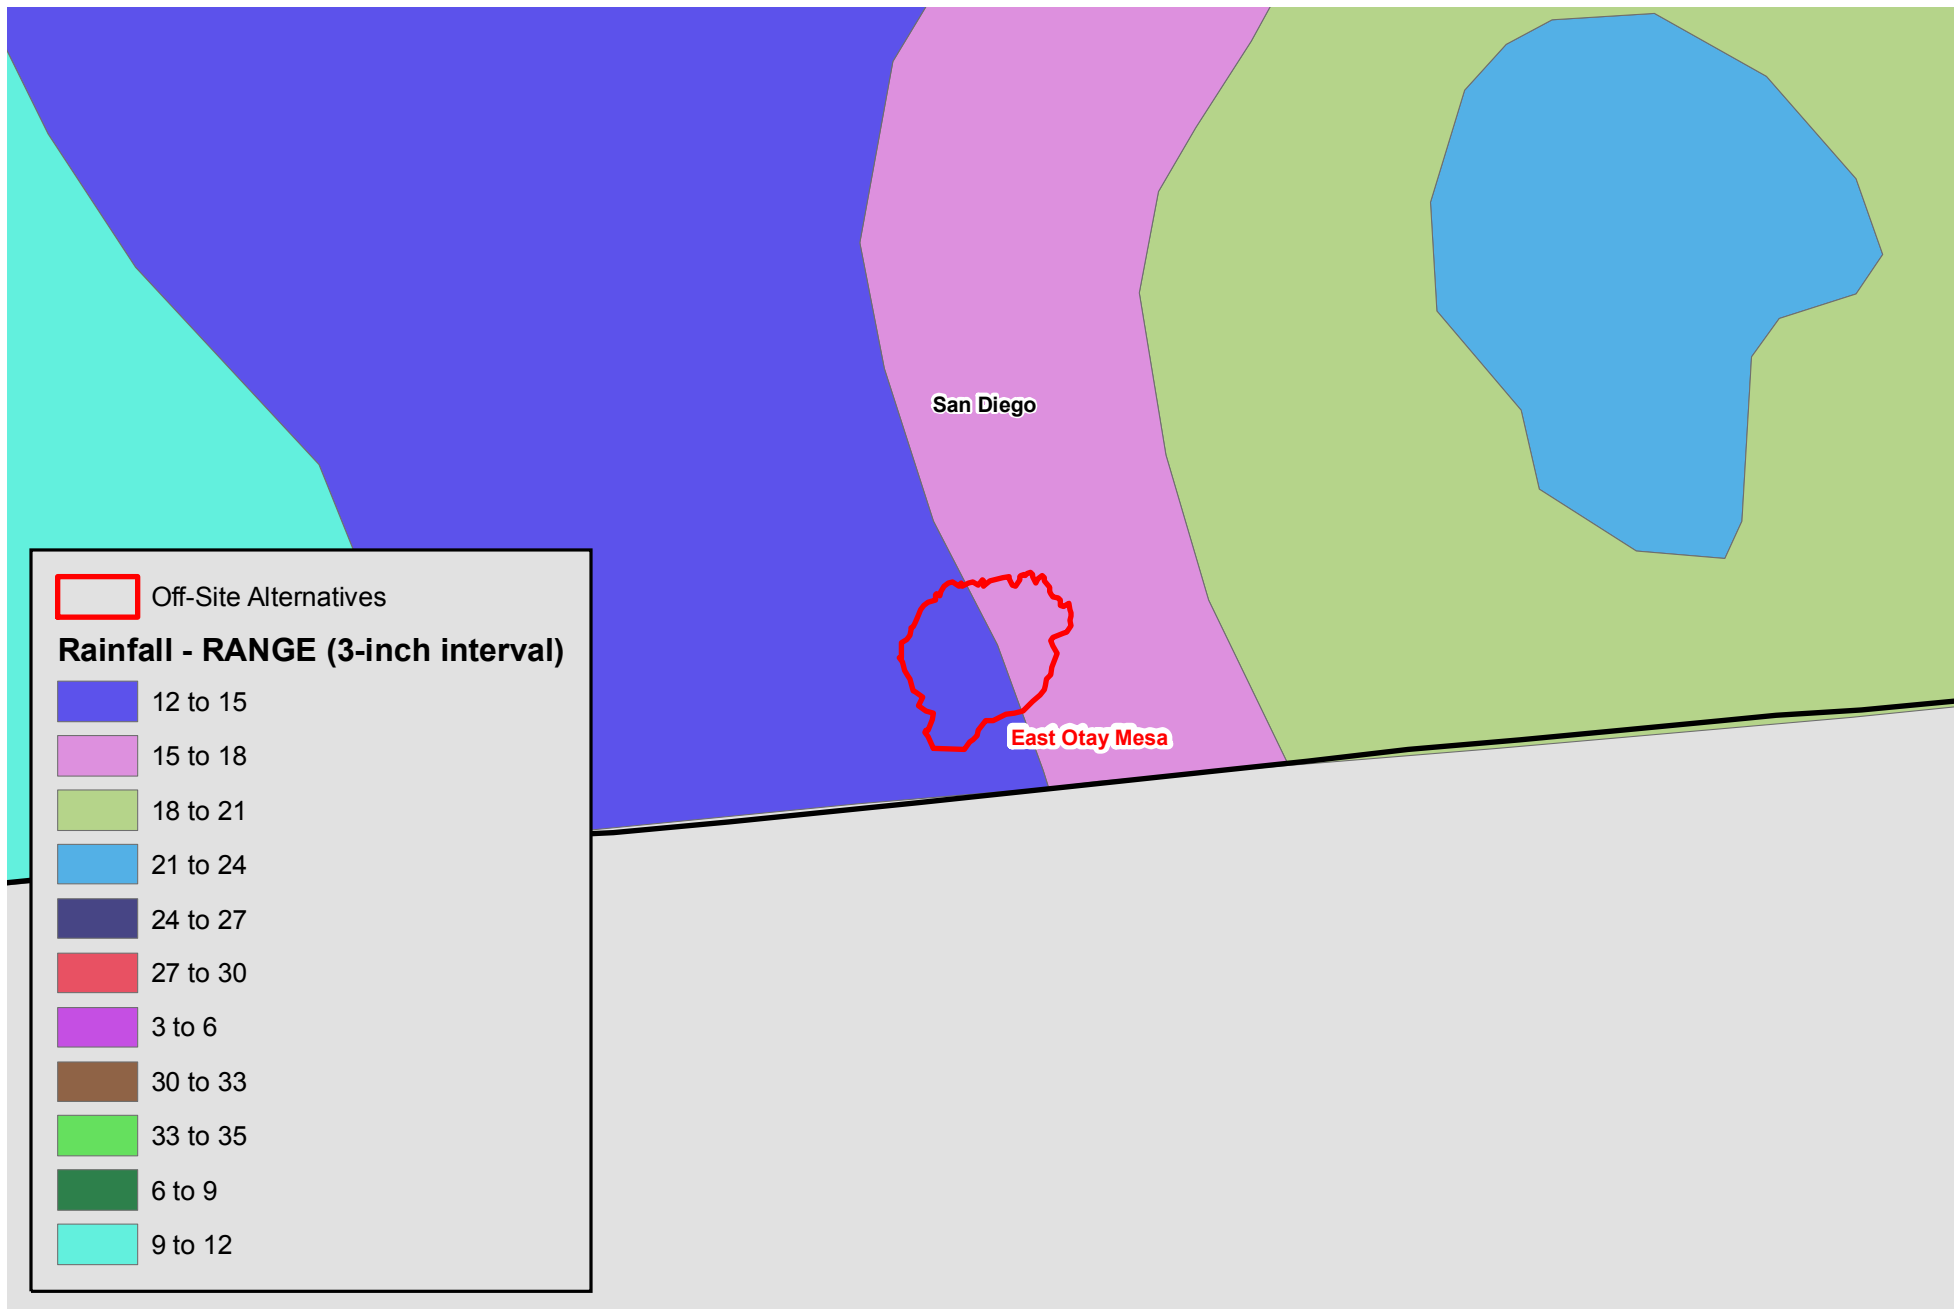 San Diego
East Otay Mesa
Off-Site Alternatives
Rainfall - RANGE (3-inch interval)
12 to 15
15 to 18
18 to 21
21 to 24
24 to 27
27 to 30
3 to 6
30 to 33
33 to 35
6 to 9
9 to 12